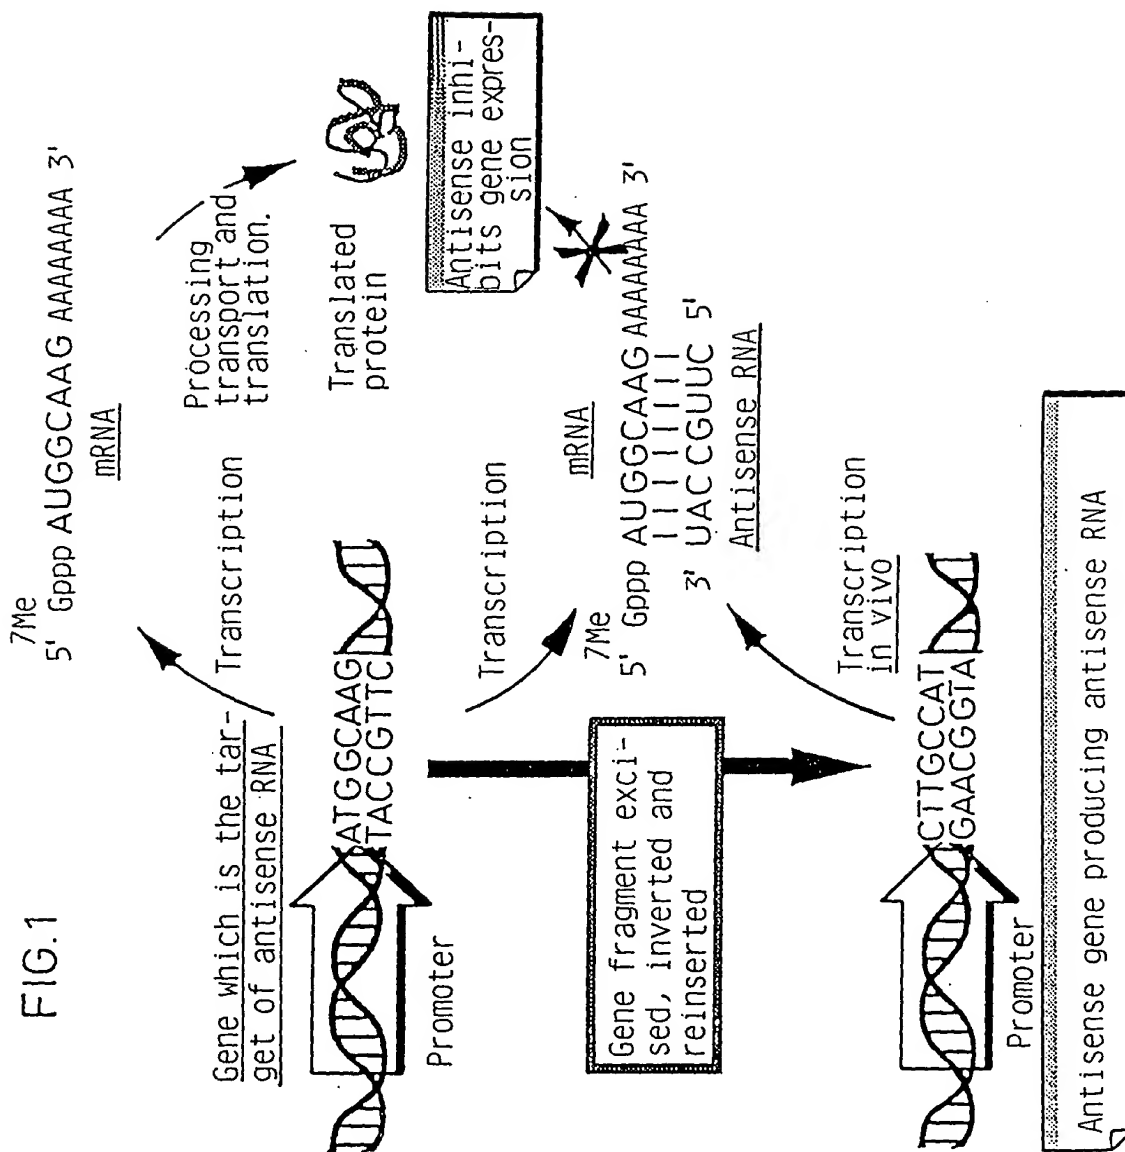 FIG.1
7Me
5' Gppp AUGGCAAG AAAAAAAA 3'
mRNA
Gene which is the tar-
get of antisense RNA
Transcription
Processing
transport and
translation.
ATGGCAAG
TACCGTTC
Promoter
Translated
protein
Antisense inhi-
bits gene expres-
sion
Transcription
mRNA
7Me
5' Gppp AUGGCAAG AAAAAAAA 3'
3' UACCGUUC 5'
Antisense RNA
Gene fragment exci-
sed, inverted and
reinserted
Transcription
in vivo
CTTGCCAT
GAACGGTA
Promoter
Antisense gene producing antisense RNA